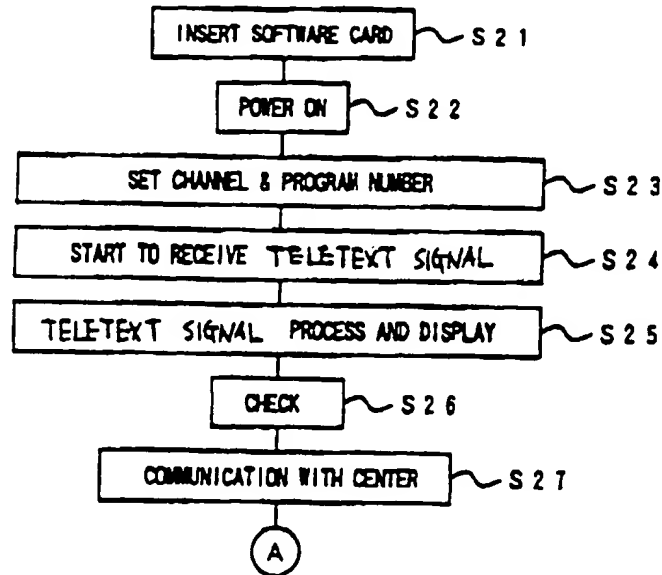 INSERT SOFTWARE CARD S21
POWER ON S22
SET CHANNEL & PROGRAM NUMBER S23
START TO RECEIVE TELETEXT SIGNAL S24
TELETEXT SIGNAL PROCESS AND DISPLAY S25
CHECK S26
COMMUNICATION WITH CENTER S27
A